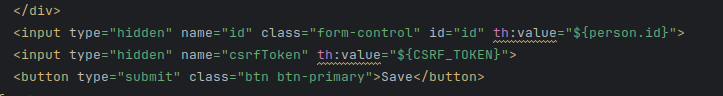 </div>
<input type="hidden" name="id" class="form-control" id="id" th:value="${person.id}">
<input type="hidden" name="csrfToken" th:value="${CSRF_TOKEN}">
<button type="submit" class="btn btn-primary">Save</button>